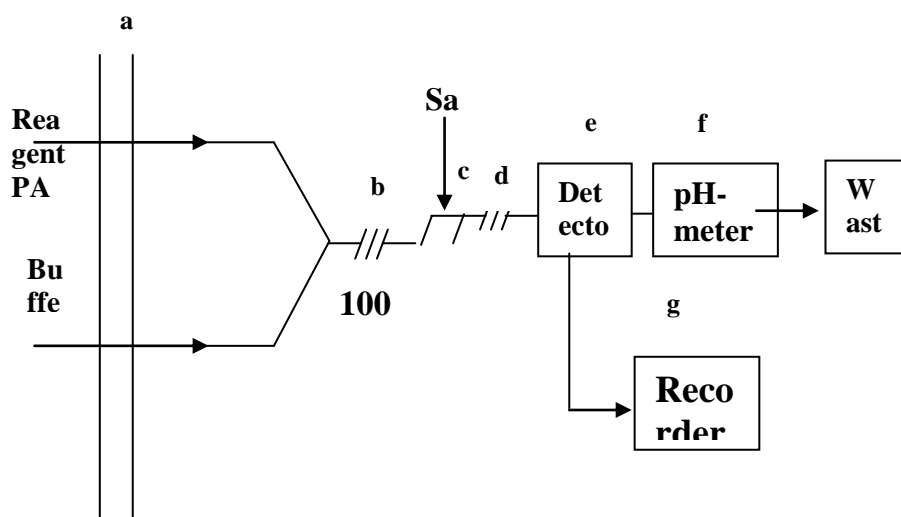 a
Rea
gent
PA
Bu
ffe
b
100
Sa
c
d
e
Det
ecto
f
pH-
meter
W
ast
g
Reco
rder